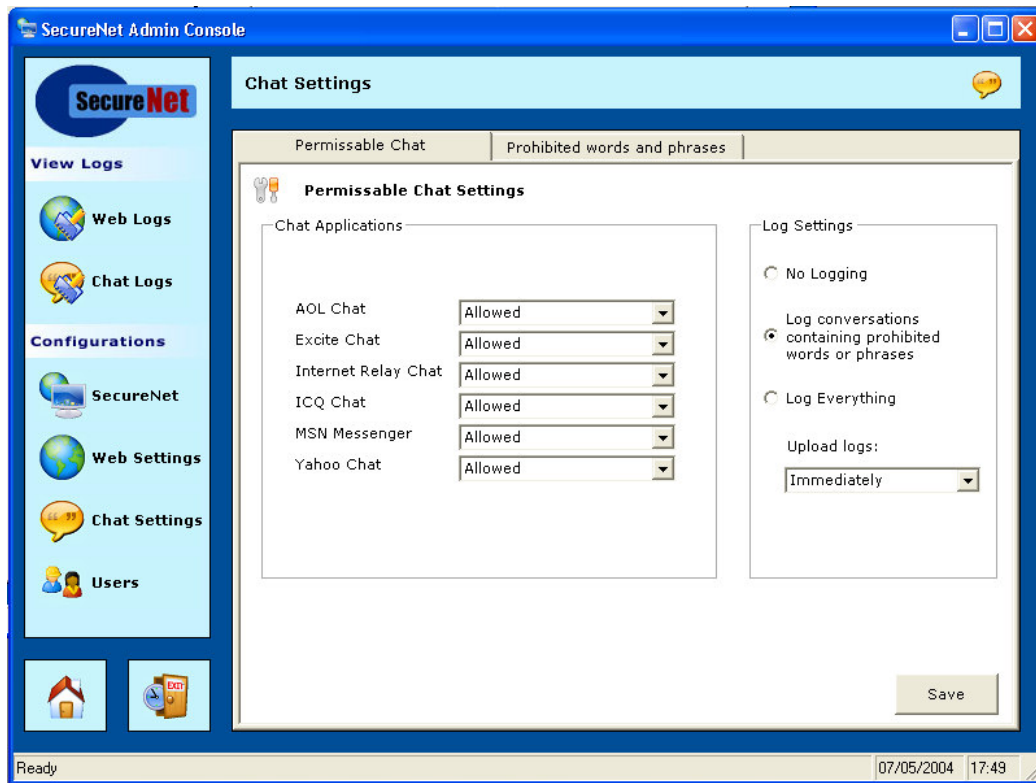 SecureNet Admin Console
SecureNet
View Logs
Web Logs
Chat Logs
Configurations
SecureNet
Web Settings
Chat Settings
Users
EXIT
Chat Settings
Permissable Chat
Prohibited words and phrases
Permissable Chat Settings
Chat Applications
AOL Chat Allowed
Excite Chat Allowed
Internet Relay Chat Allowed
ICQ Chat Allowed
MSN Messenger Allowed
Yahoo Chat Allowed
Log Settings
No Logging
Log conversations
containing prohibited
words or phrases
Log Everything
Upload logs:
Immediately
Save
Ready 07/05/2004 17:49